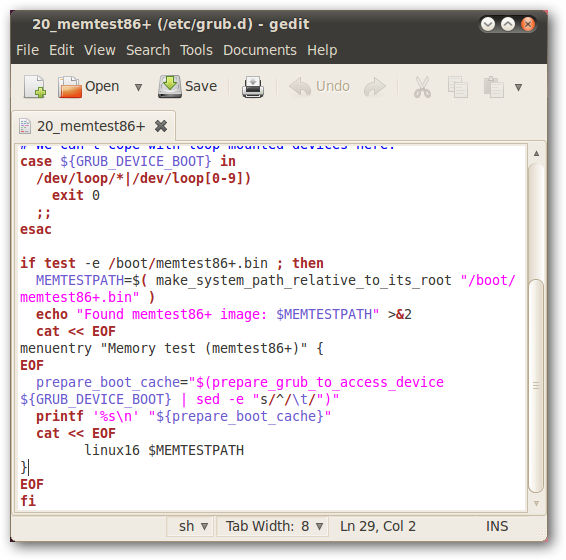 20_memtest86+ (/etc/grub.d) - gedit
File Edit View Search Tools Documents Help
Open Save Undo
20_memtest86+
# We can't cope with loop-mounted devices here.
case ${GRUB_DEVICE_BOOT} in
  /dev/loop/*|/dev/loop[0-9])
    exit 0
  ;;
esac

if test -e /boot/memtest86+.bin ; then
  MEMTESTPATH=$( make_system_path_relative_to_its_root "/boot/
memtest86+.bin" )
  echo "Found memtest86+ image: $MEMTESTPATH" >&2
  cat << EOF
menuentry "Memory test (memtest86+)" {
EOF
  prepare_boot_cache="$(prepare_grub_to_access_device
${GRUB_DEVICE_BOOT} | sed -e "s/^/\t/")"
  printf '%s\n' "${prepare_boot_cache}"
  cat << EOF
        linux16 $MEMTESTPATH
}
EOF
fi
sh Tab Width: 8 Ln 29, Col 2 INS